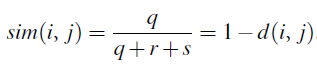 sim(i, j) = q / (q + r + s) = 1 − d(i, j).